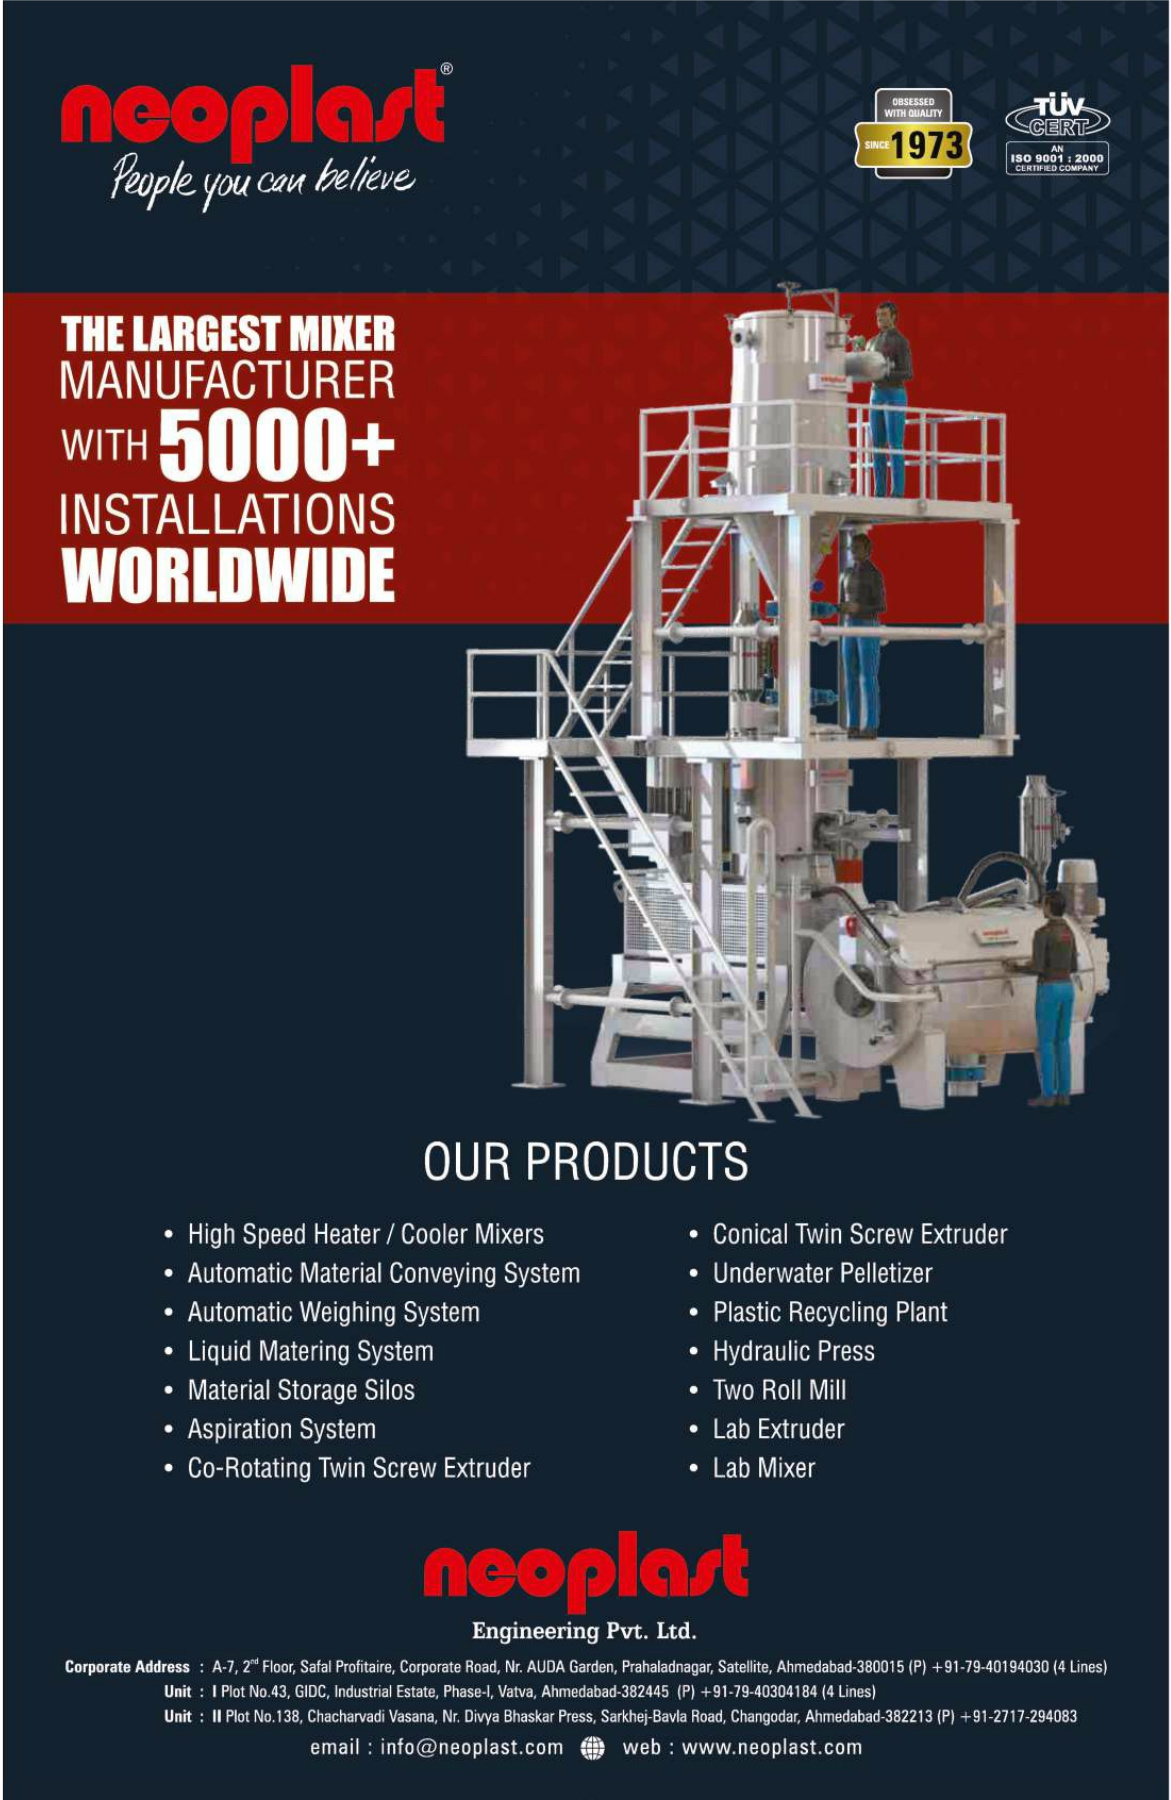 neoplast®
People you can believe
OBSESSED
WITH QUALITY
SINCE 1973
TÜV
CERT
AN
ISO 9001 : 2000
CERTIFIED COMPANY
THE LARGEST MIXER
MANUFACTURER
WITH 5000+
INSTALLATIONS
WORLDWIDE
neoplast
neoplast
OUR PRODUCTS
• High Speed Heater / Cooler Mixers
• Automatic Material Conveying System
• Automatic Weighing System
• Liquid Matering System
• Material Storage Silos
• Aspiration System
• Co-Rotating Twin Screw Extruder
• Conical Twin Screw Extruder
• Underwater Pelletizer
• Plastic Recycling Plant
• Hydraulic Press
• Two Roll Mill
• Lab Extruder
• Lab Mixer
neoplast
Engineering Pvt. Ltd.
Corporate Address : A-7, 2nd Floor, Safal Profitaire, Corporate Road, Nr. AUDA Garden, Prahaladnagar, Satellite, Ahmedabad-380015 (P) +91-79-40194030 (4 Lines)
Unit : I Plot No.43, GIDC, Industrial Estate, Phase-I, Vatva, Ahmedabad-382445 (P) +91-79-40304184 (4 Lines)
Unit : II Plot No.138, Chacharvadi Vasana, Nr. Divya Bhaskar Press, Sarkhej-Bavla Road, Changodar, Ahmedabad-382213 (P) +91-2717-294083
email : info@neoplast.com web : www.neoplast.com